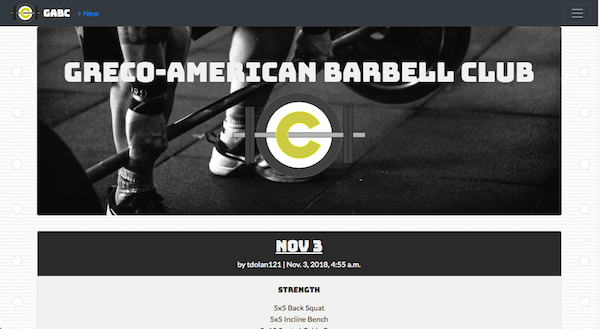 GABC + New
GRECO-AMERICAN BARBELL CLUB
C
NOV 3
by tdolan121 | Nov. 3, 2018, 4:55 a.m.
STRENGTH
5x5 Back Squat
5x5 Incline Bench